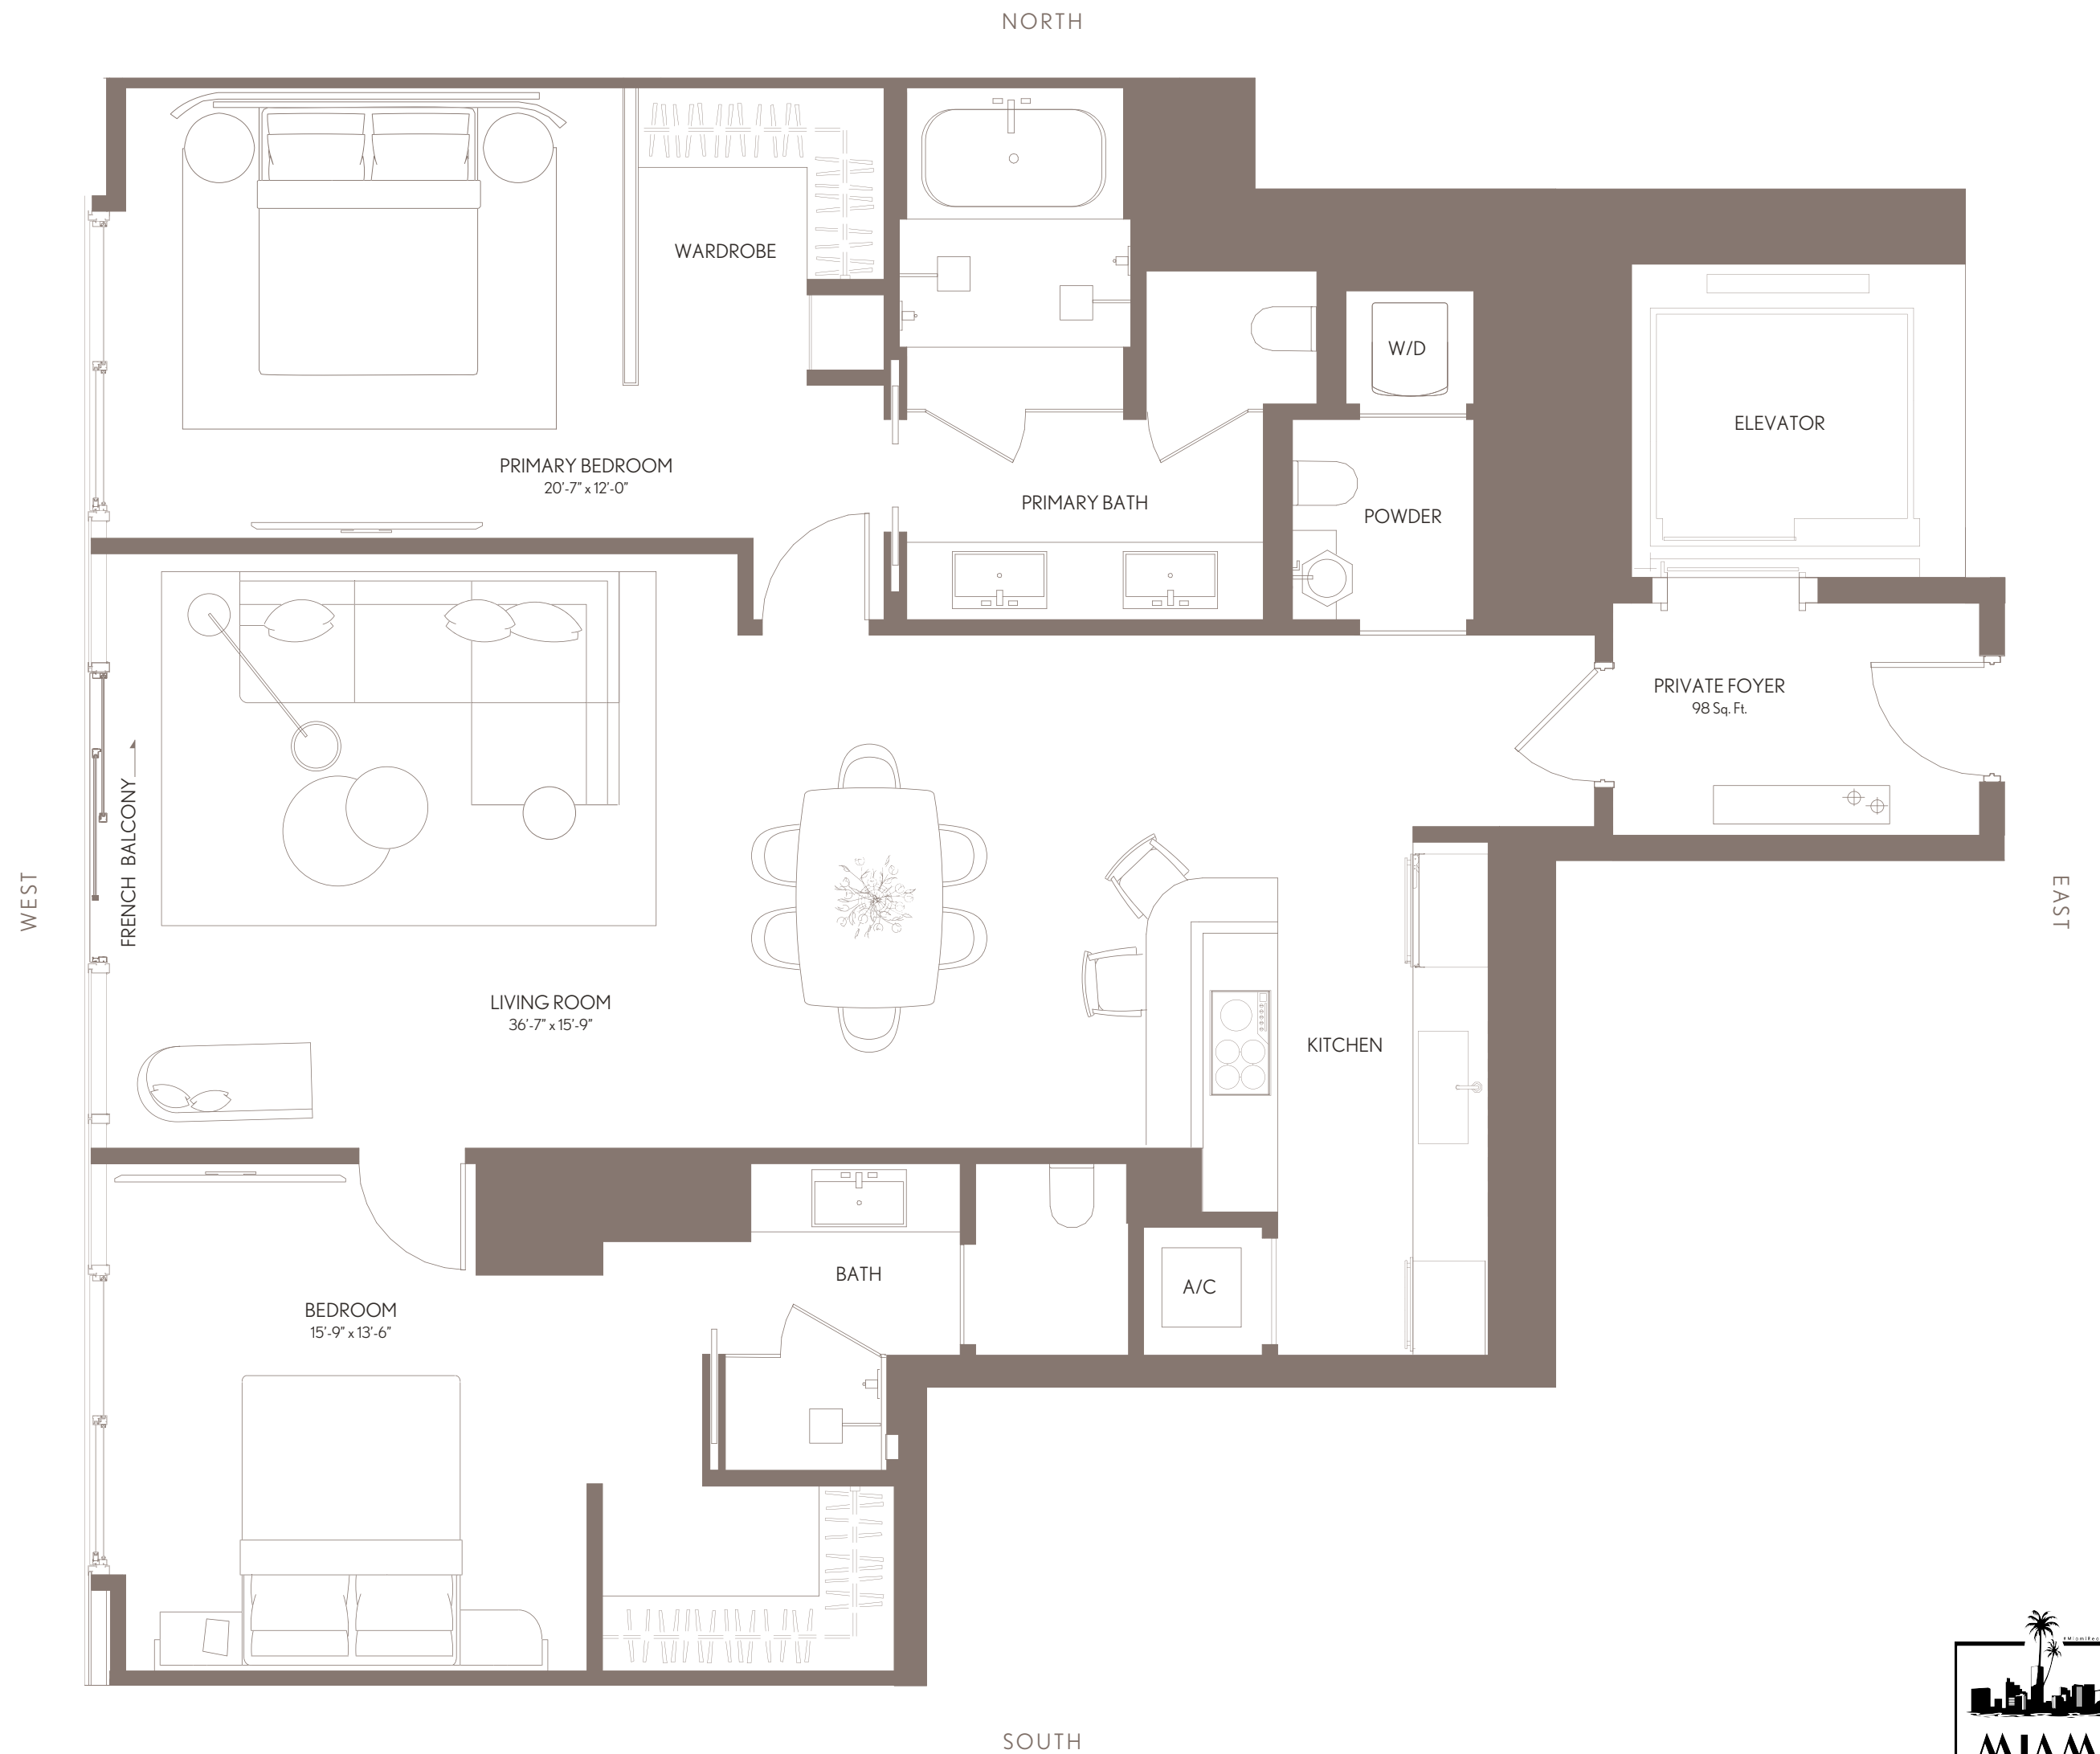 NORTH
WARDROBE
W/D
ELEVATOR
PRIMARY BEDROOM
20'-7" x 12'-0"
PRIMARY BATH
POWDER
PRIVATE FOYER
98 Sq. Ft.
FRENCH BALCONY
WEST
EAST
LIVING ROOM
36'-7" x 15'-9"
KITCHEN
BATH
A/C
BEDROOM
15'-9" x 13'-6"
SOUTH